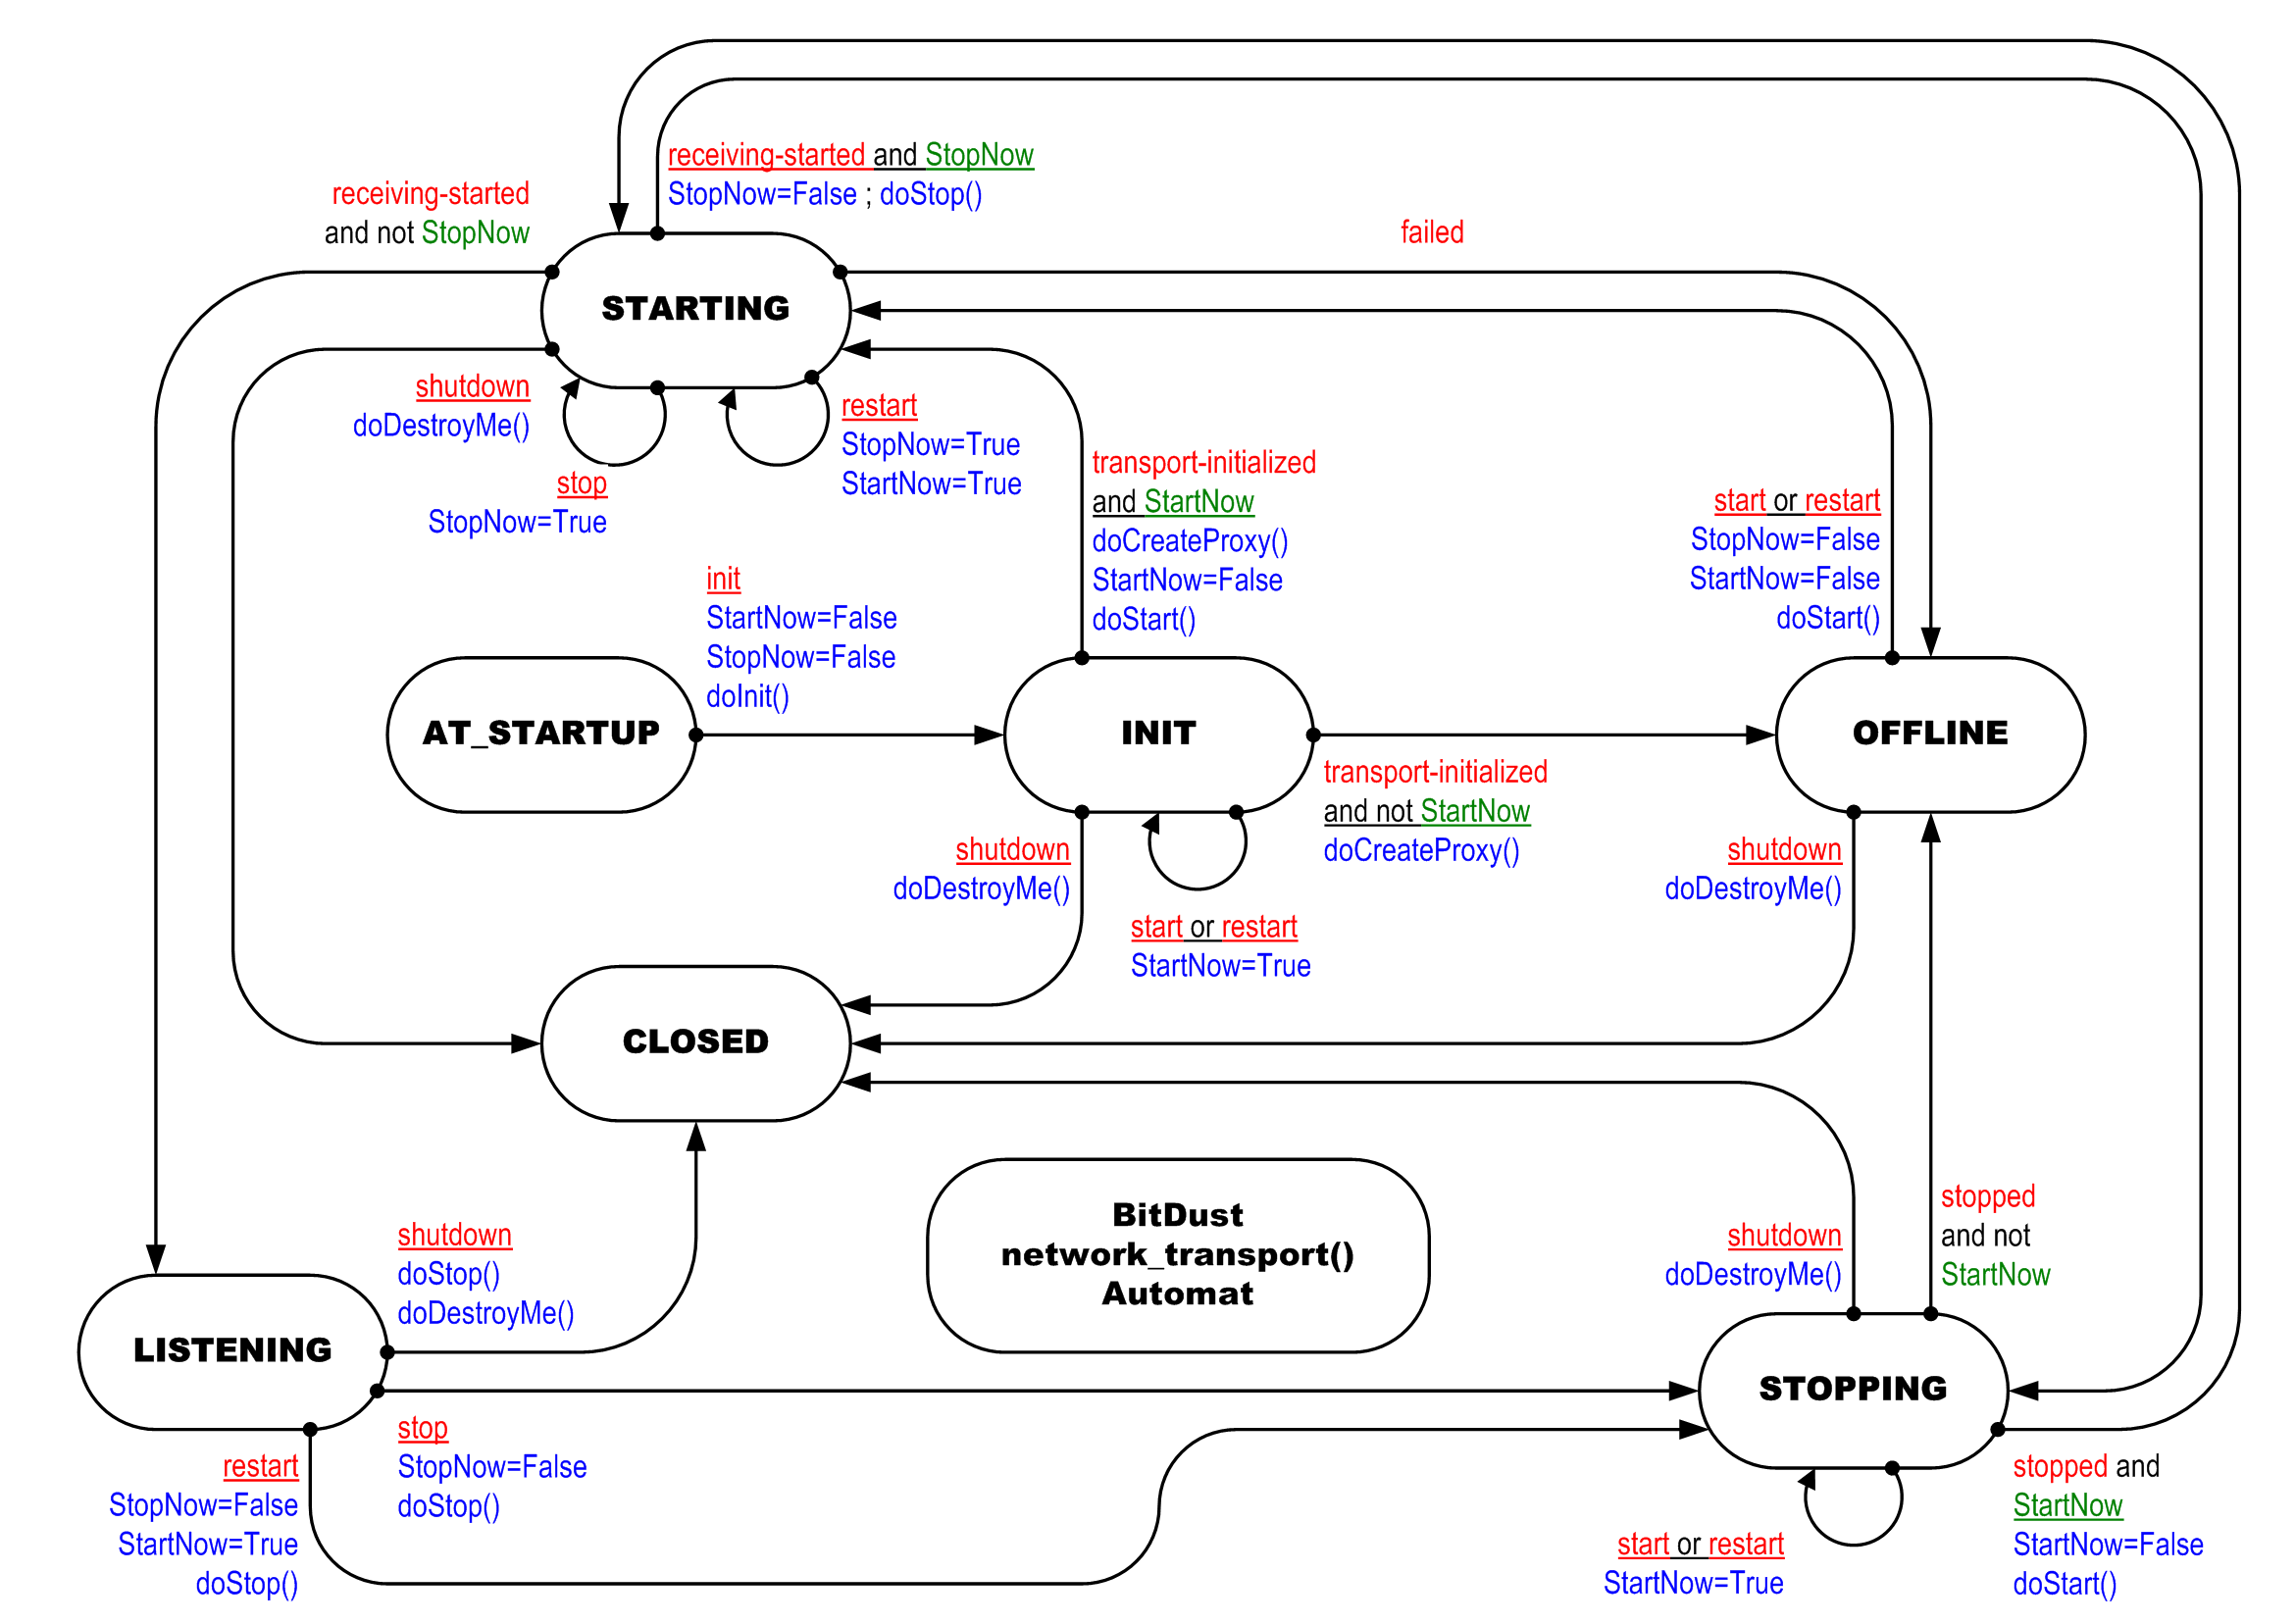 receiving-started and StopNow
StopNow=False ; doStop()
receiving-started
and not StopNow
failed
STARTING
shutdown
doDestroyMe()
stop
StopNow=True
restart
StopNow=True
StartNow=True
transport-initialized
and StartNow
doCreateProxy()
StartNow=False
doStart()
start or restart
StopNow=False
StartNow=False
doStart()
init
StartNow=False
StopNow=False
doInit()
AT_STARTUP
INIT
OFFLINE
transport-initialized
and not StartNow
doCreateProxy()
shutdown
doDestroyMe()
start or restart
StartNow=True
shutdown
doDestroyMe()
CLOSED
BitDust
network_transport()
Automat
shutdown
doStop()
doDestroyMe()
shutdown
doDestroyMe()
stopped
and not
StartNow
LISTENING
STOPPING
stop
StopNow=False
doStop()
restart
StopNow=False
StartNow=True
doStop()
start or restart
StartNow=True
stopped and
StartNow
StartNow=False
doStart()